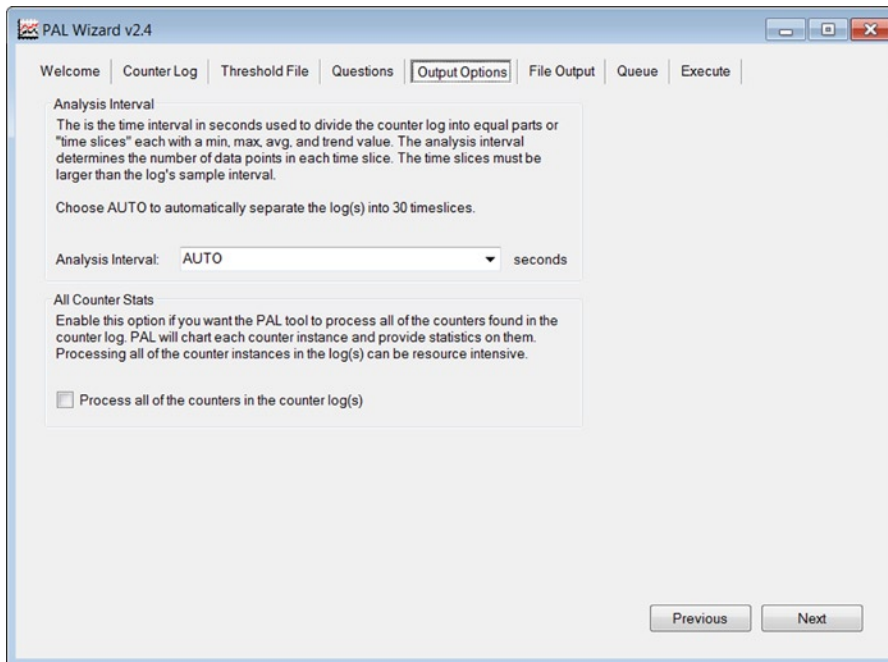 PAL Wizard v2.4
Welcome Counter Log Threshold File Questions Output Options File Output Queue Execute
Analysis Interval
The is the time interval in seconds used to divide the counter log into equal parts or
"time slices" each with a min, max, avg, and trend value. The analysis interval
determines the number of data points in each time slice. The time slices must be
larger than the log's sample interval.
Choose AUTO to automatically separate the log(s) into 30 timeslices.
Analysis Interval: AUTO seconds
All Counter Stats
Enable this option if you want the PAL tool to process all of the counters found in the
counter log. PAL will chart each counter instance and provide statistics on them.
Processing all of the counter instances in the log(s) can be resource intensive.
Process all of the counters in the counter log(s)
Previous Next